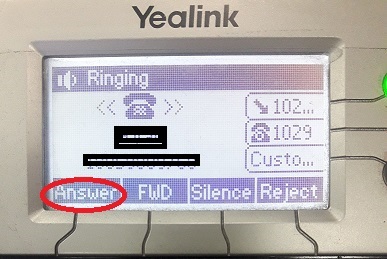 Yealink
Ringing
102...
1029
Custo...
Answer FWD Silence Reject